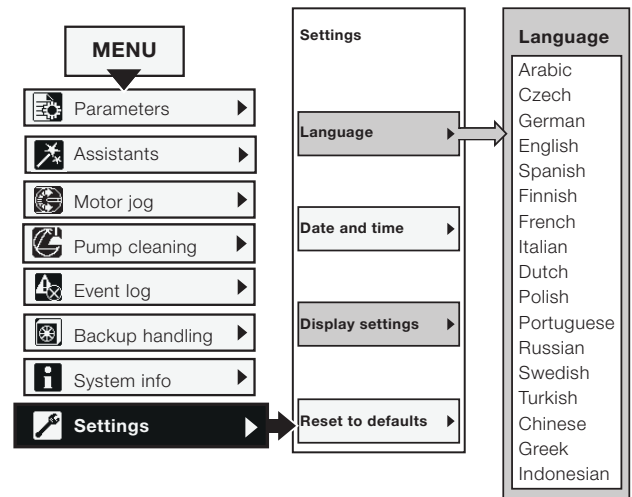 MENU
Parameters
Assistants
Motor jog
Pump cleaning
Event log
Backup handling
System info
Settings
Settings
Language
Date and time
Display settings
Reset to defaults
Language
Arabic
Czech
German
English
Spanish
Finnish
French
Italian
Dutch
Polish
Portuguese
Russian
Swedish
Turkish
Chinese
Greek
Indonesian